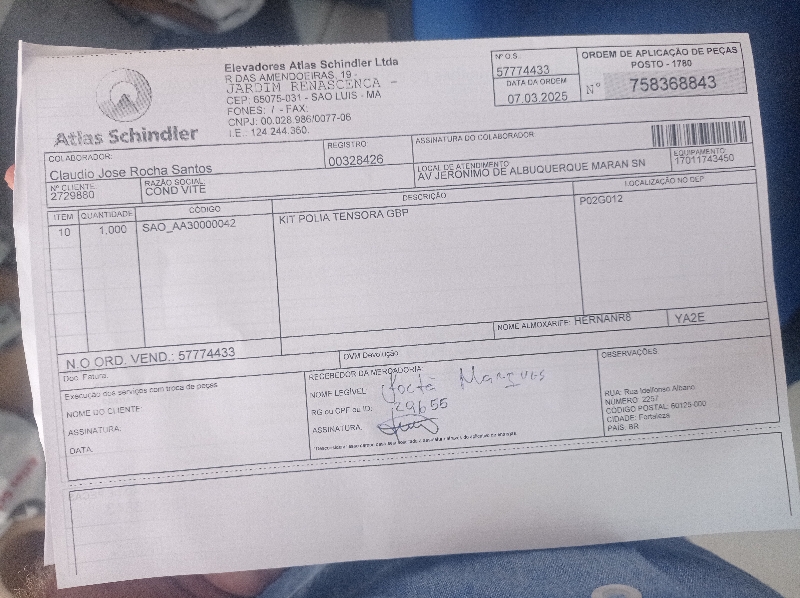 Elevadores Atlas Schindler Ltda
R DAS AMENDOEIRAS, 19 -
JARDIM RENASCENCA -
CEP: 65075-031 - SAO LUIS - MA
FONES: / - FAX:
CNPJ: 00.028.986/0077-06
I.E.: 124.244.360.
Atlas Schindler
Nº O.S.
57774433
DATA DA ORDEM
07.03.2025
ORDEM DE APLICAÇÃO DE PEÇAS
POSTO - 1780
Nº 758368843
COLABORADOR:
Claudio Jose Rocha Santos
REGISTRO
00328426
ASSINATURA DO COLABORADOR:
Nº CLIENTE
2729880
RAZÃO SOCIAL
COND VITE
LOCAL DE ATENDIMENTO
AV JERONIMO DE ALBUQUERQUE MARAN SN
EQUIPAMENTO
17011743450
ITEM QUANTIDADE CÓDIGO DESCRIÇÃO LOCALIZAÇÃO NO DEP
10 1,000 SAO_AA30000042 KIT POLIA TENSORA GBP P02G012
NOME ALMOXARIFE: HERNANR8 YA2E
N.O ORD. VEND.: 57774433
OVM Devolução
Doc. Fatura:
Execução dos serviços com troca de peças
NOME DO CLIENTE:
ASSINATURA:
DATA:
RECEBEDOR DA MERCADORIA
NOME LEGÍVEL: Marques
RG ou CPF ou ID: 29655
ASSINATURA:
OBSERVAÇÕES
RUA: Rua Idelfonso Albano
NÚMERO: 2257
CÓDIGO POSTAL: 60125-000
CIDADE: Fortaleza
PAIS: BR